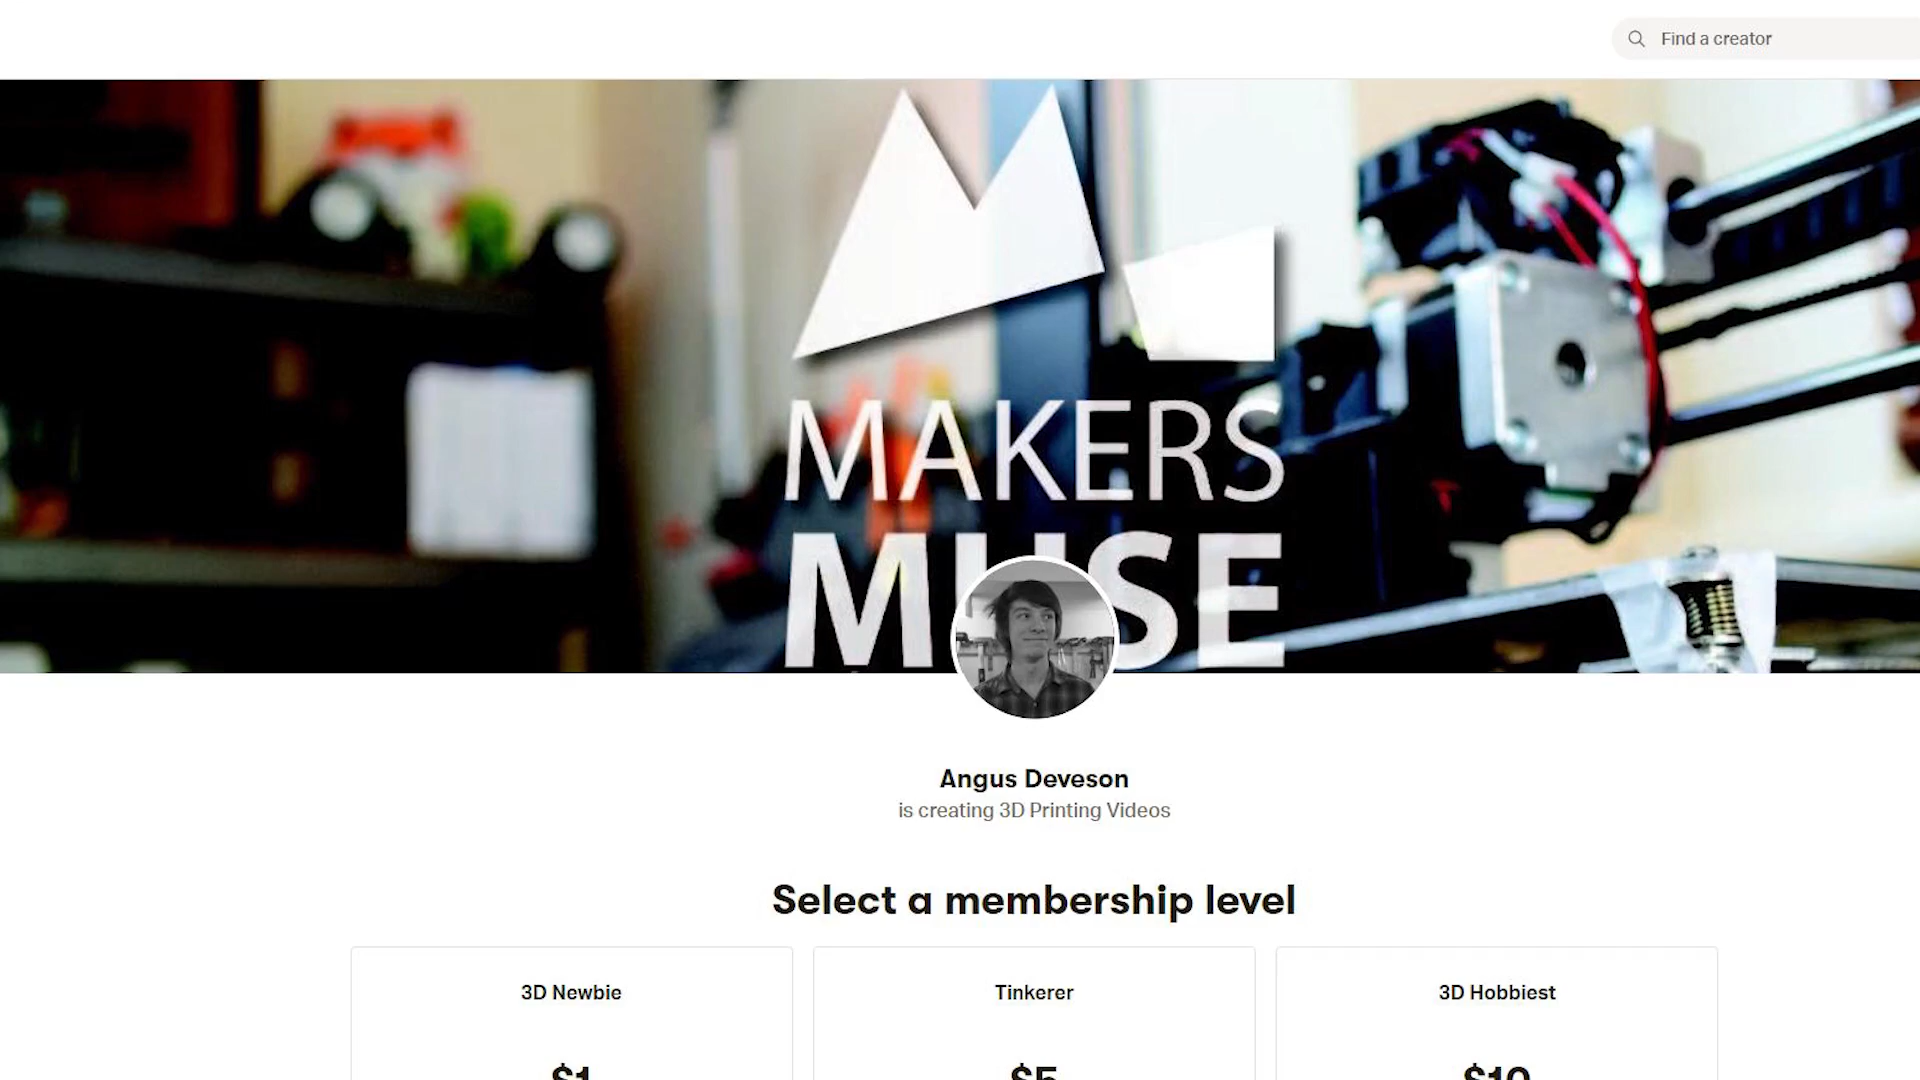 Find a creator
MAKERS
MUSE
Angus Deveson
is creating 3D Printing Videos
Select a membership level
3D Newbie
Tinkerer
3D Hobbiest
$1
$5
$10